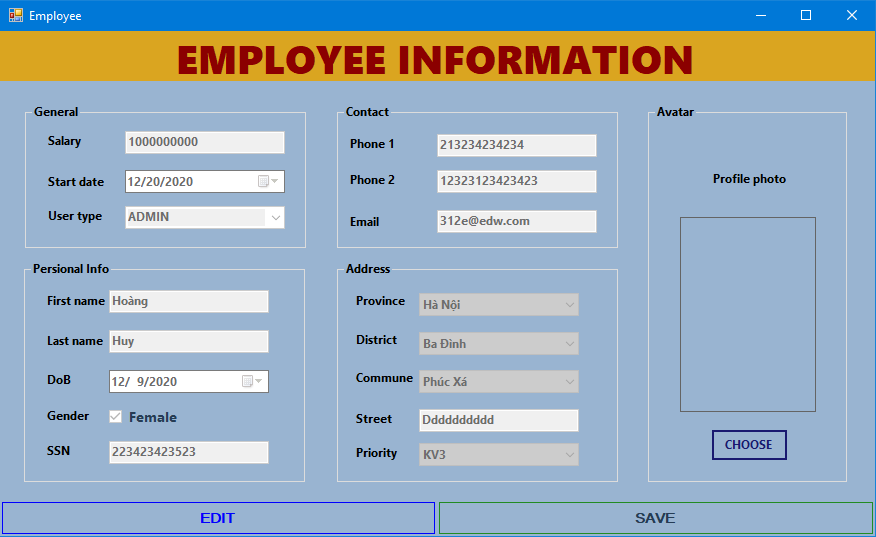 Employee
EMPLOYEE INFORMATION
General
Salary 1000000000
Start date 12/20/2020
User type ADMIN
Contact
Phone 1 213234234234
Phone 2 12323123423423
Email 312e@edw.com
Avatar
Profile photo
CHOOSE
Persional Info
First name Hoàng
Last name Huy
DoB 12/ 9/2020
Gender Female
SSN 223423423523
Address
Province Hà Nội
District Ba Đình
Commune Phúc Xá
Street Dddddddddd
Priority KV3
EDIT
SAVE